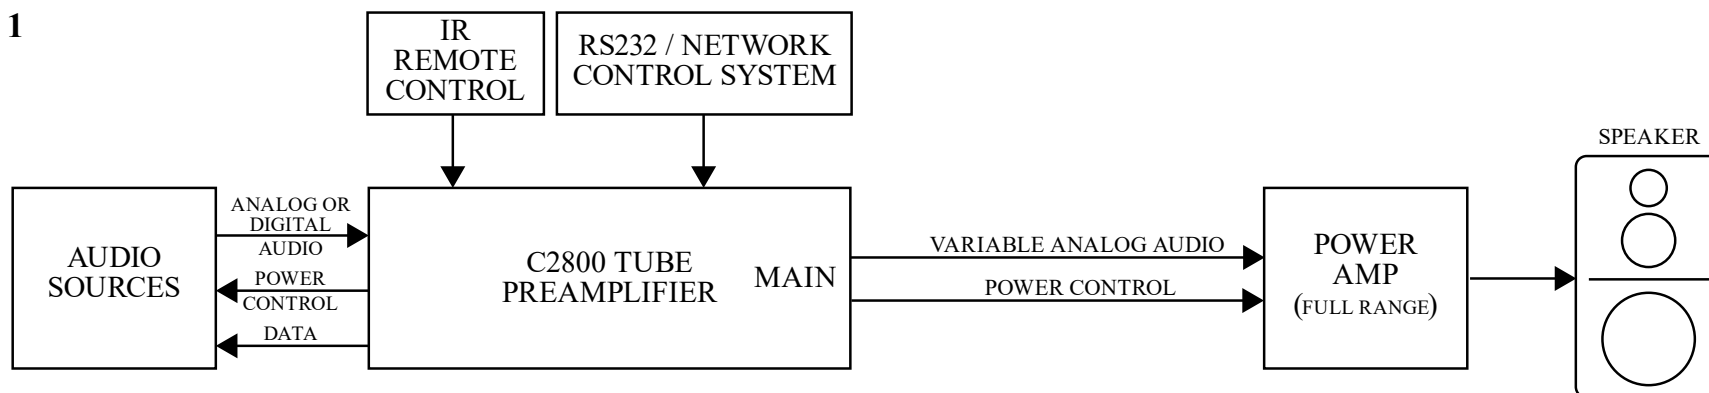 1
IR
REMOTE
CONTROL
RS232 / NETWORK
CONTROL SYSTEM
SPEAKER
AUDIO
SOURCES
ANALOG OR
DIGITAL
AUDIO
POWER
CONTROL
DATA
C2800 TUBE
PREAMPLIFIER
MAIN
VARIABLE ANALOG AUDIO
POWER CONTROL
POWER
AMP
(FULL RANGE)